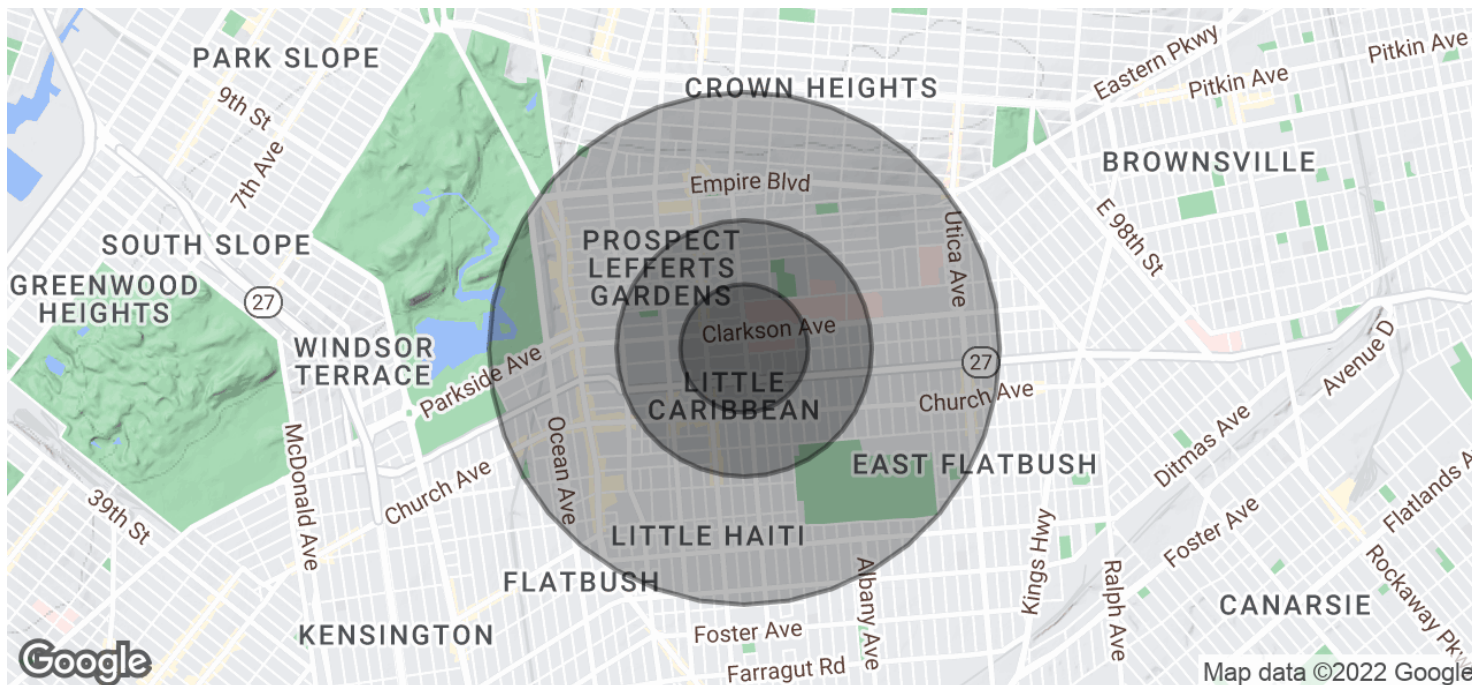 PARK SLOPE
9th St
7th Ave
CROWN HEIGHTS
Eastern Pkwy
Pitkin Ave
Pitkin Ave
BROWNSVILLE
Empire Blvd
E 98th St
Utica Ave
SOUTH SLOPE
PROSPECT
LEFFERTS
GARDENS
GREENWOOD
HEIGHTS
27
WINDSOR
TERRACE
Parkside Ave
Clarkson Ave
LITTLE
CARIBBEAN
27
Church Ave
Avenue D
McDonald Ave
Church Ave
Ocean Ave
39th St
EAST FLATBUSH
Ditmas Ave
Flatlands A
Foster Ave
LITTLE HAITI
FLATBUSH
Albany Ave
Kings Hwy
Ralph Ave
Rockaway Pkw
CANARSIE
KENSINGTON
Foster Ave
Farragut Rd
Google
Map data ©2022 Google